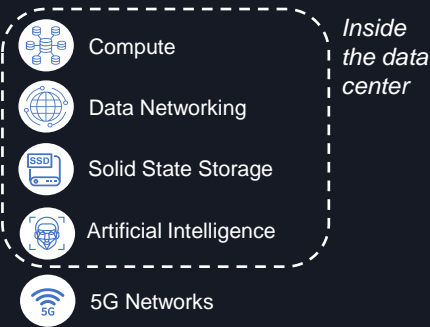 Compute
Inside
the data
center
Data Networking
SSD
Solid State Storage
Artificial Intelligence
5G
5G Networks